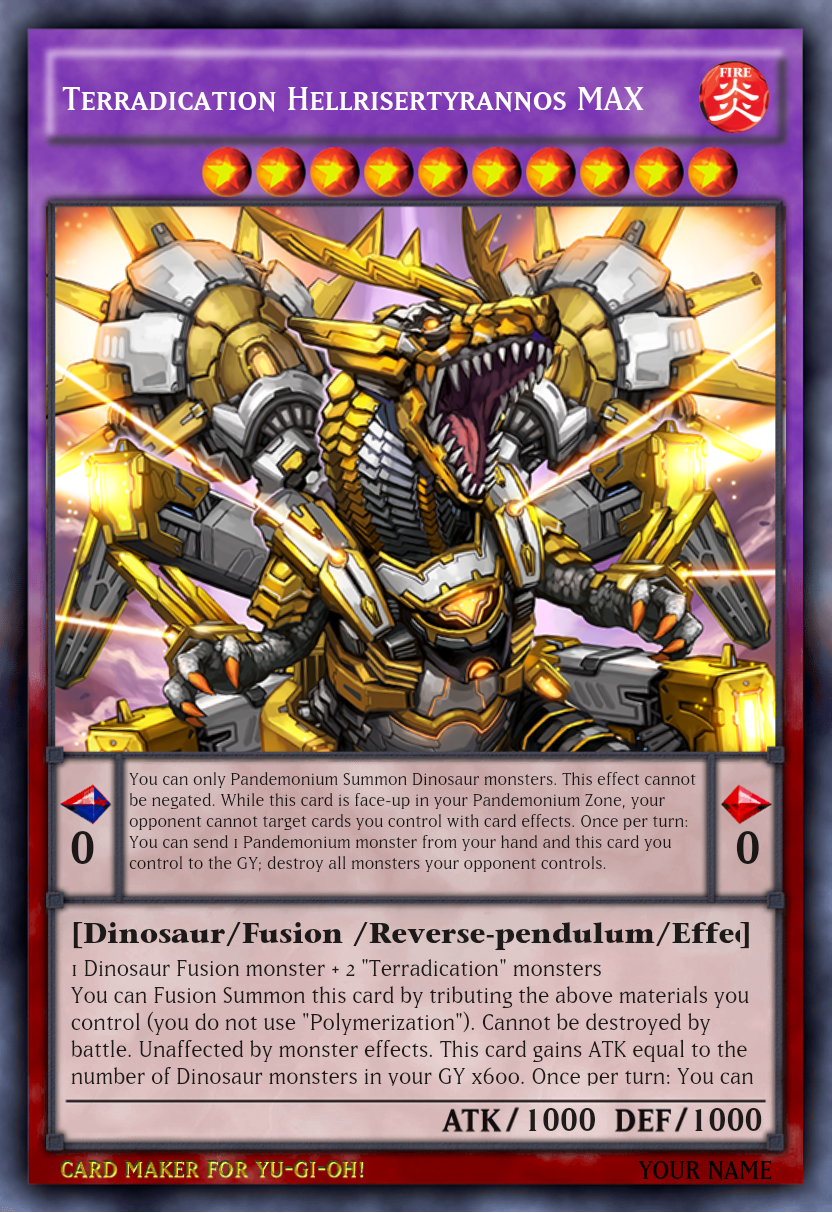 Terradication Hellrisertyrannos MAX
FIRE
炎
You can only Pandemonium Summon Dinosaur monsters. This effect cannot
be negated. While this card is face-up in your Pandemonium Zone, your
opponent cannot target cards you control with card effects. Once per turn:
You can send 1 Pandemonium monster from your hand and this card you
control to the GY; destroy all monsters your opponent controls.
0
0
[Dinosaur/Fusion /Reverse-pendulum/Effec]
1 Dinosaur Fusion monster + 2 "Terradication" monsters
You can Fusion Summon this card by tributing the above materials you
control (you do not use "Polymerization"). Cannot be destroyed by
battle. Unaffected by monster effects. This card gains ATK equal to the
number of Dinosaur monsters in your GY x600. Once per turn: You can
ATK/1000 DEF/1000
CARD MAKER FOR YU-GI-OH!
YOUR NAME